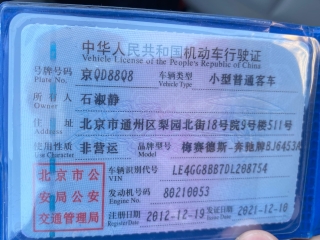 中华人民共和国机动车行驶证
Vehicle License of the People's Republic of China
号牌号码 京QD88Q8 车辆类型 小型普通客车
Plate No. Vehicle Type
所有人 石淑静
Owner
住址 北京市通州区梨园北街18号院9号楼511号
Address
使用性质 非营运 品牌型号 梅赛德斯-奔驰牌BJ6453
Use Character Model
北京市公 车辆识别代号 LE4GG8BB7DL208754
VIN
安局公安 发动机号码 80210053
Engine No.
交通管理局 注册日期 2012-12-19 发证日期 2021-12-10
Register Date Issue Date